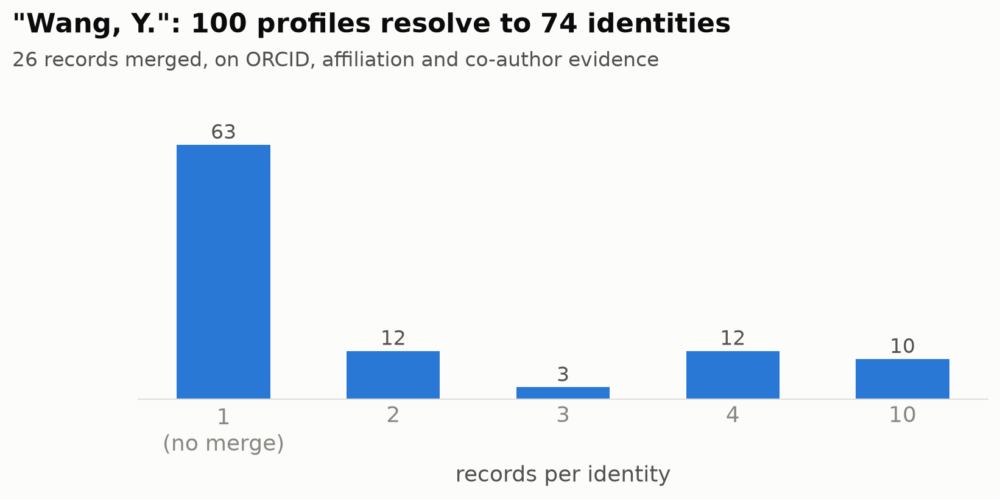 "Wang, Y.": 100 profiles resolve to 74 identities
26 records merged, on ORCID, affiliation and co-author evidence
63
12
3
12
10
1
(no merge)
2
3
4
10
records per identity